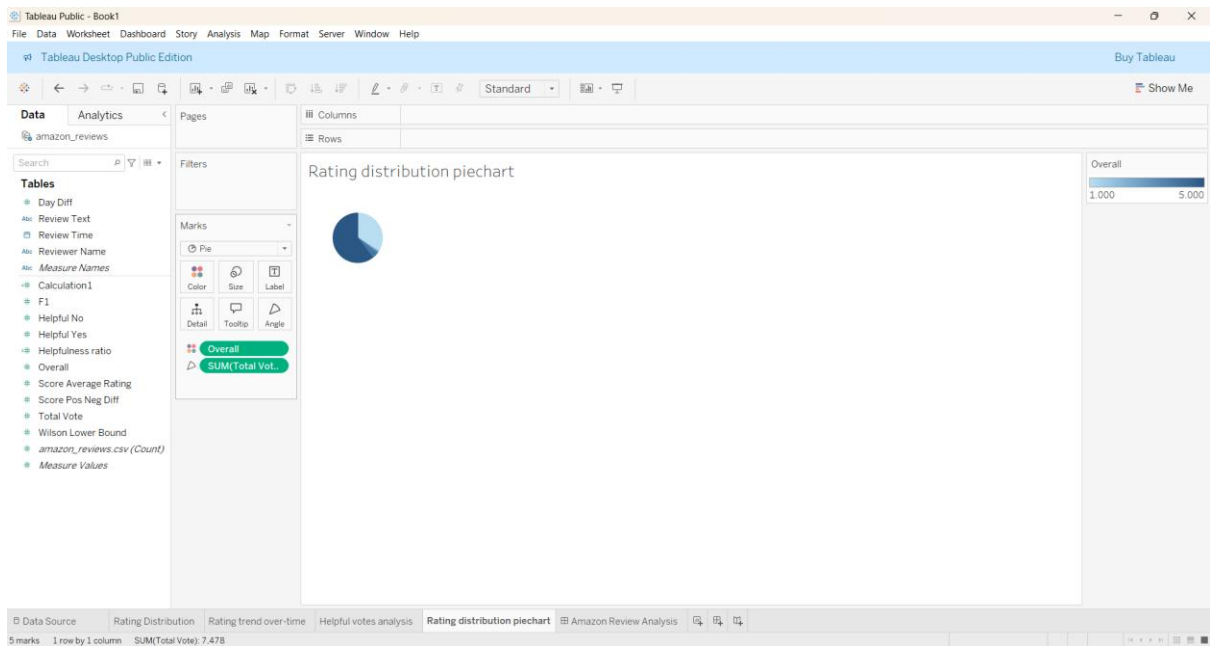 Tableau Public - Book1
File Data Worksheet Dashboard Story Analysis Map Format Server Window Help
Tableau Desktop Public Edition
Buy Tableau
Standard
Show Me
Data Analytics
amazon_reviews
Search
Tables
# Day Diff
Abc Review Text
Review Time
Abc Reviewer Name
Abc Measure Names
=# Calculation1
# F1
# Helpful No
# Helpful Yes
=# Helpfulness ratio
# Overall
# Score Average Rating
# Score Pos Neg Diff
# Total Vote
# Wilson Lower Bound
# amazon_reviews.csv (Count)
# Measure Values
Pages
Filters
Marks
Pie
Color Size Label
Detail Tooltip Angle
Overall
SUM(Total Vot..
Columns
Rows
Rating distribution piechart
Overall
1.000 5.000
Data Source Rating Distribution Rating trend over-time Helpful votes analysis Rating distribution piechart Amazon Review Analysis
5 marks 1 row by 1 column SUM(Total Vote): 7.478